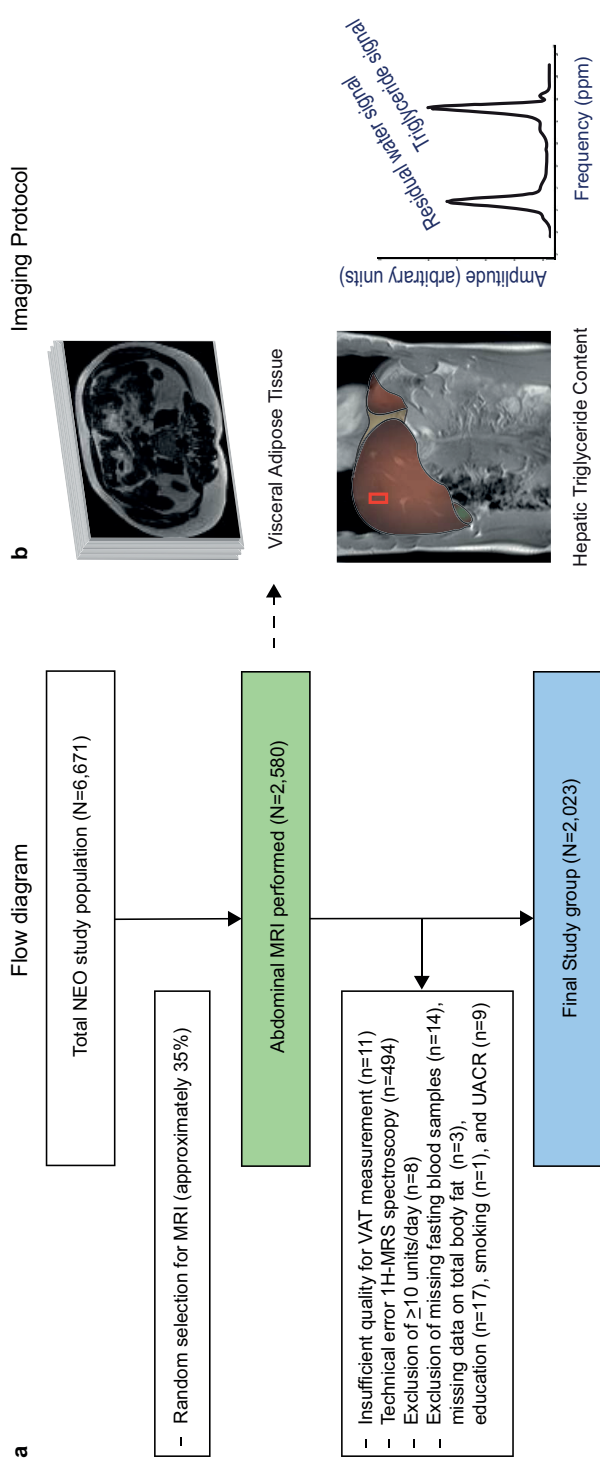 a
Flow diagram
Total NEO study population (N=6,671)
– Random selection for MRI (approximately 35%)
Abdominal MRI performed (N=2,580)
– Insufficient quality for VAT measurement (n=11)
– Technical error 1H-MRS spectroscopy (n=494)
– Exclusion of ≥10 units/day (n=8)
– Exclusion of missing fasting blood samples (n=14),
missing data on total body fat (n=3),
education (n=17), smoking (n=1), and UACR (n=9)
Final Study group (N=2,023)
b
Imaging Protocol
Visceral Adipose Tissue
Hepatic Triglyceride Content
Amplitude (arbitrary units)
Residual water signal
Triglyceride signal
Frequency (ppm)